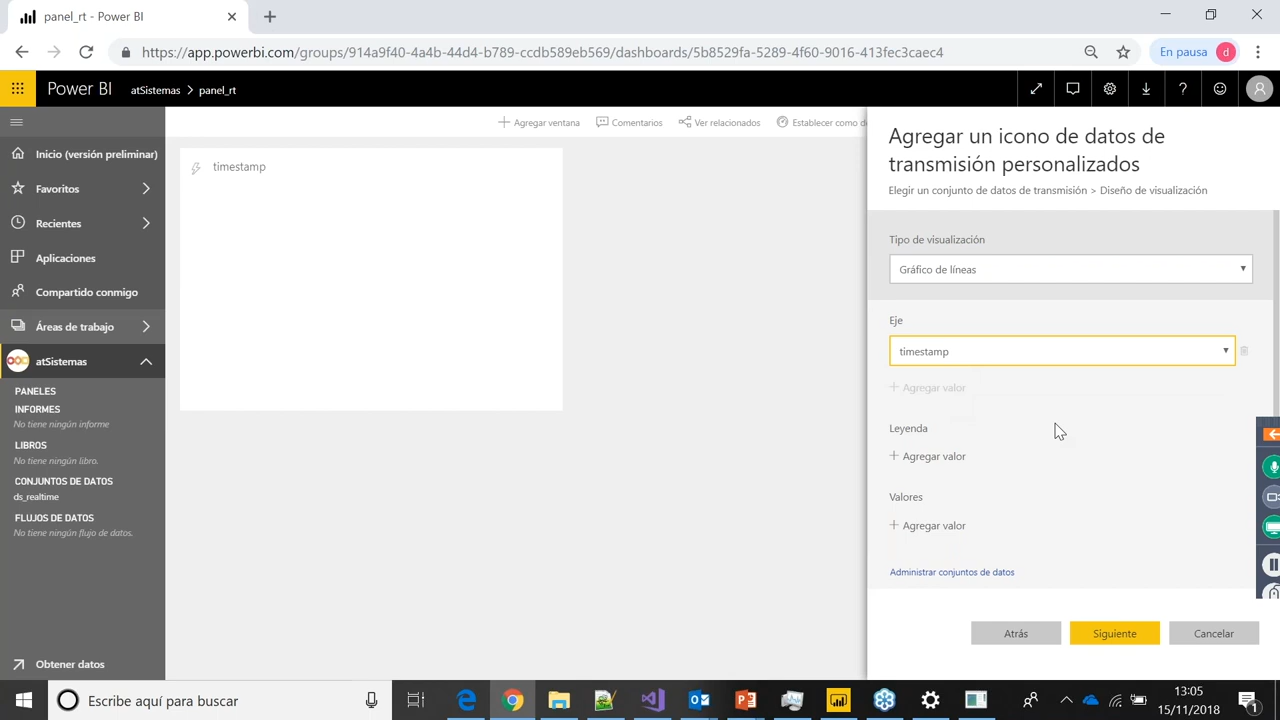 panel_rt - Power BI
https://app.powerbi.com/groups/914a9f40-4a4b-44d4-b789-ccdb589eb569/dashboards/5b8529fa-5289-4f60-9016-413fec3caec4
En pausa
d
Power BI
atSistemas > panel_rt
Agregar ventana
Comentarios
Ver relacionados
Establecer como d
Inicio (versión preliminar)
Favoritos
Recientes
Aplicaciones
Compartido conmigo
Áreas de trabajo
atSistemas
PANELES
INFORMES
No tiene ningún informe
LIBROS
No tiene ningún libro.
CONJUNTOS DE DATOS
ds_realtime
FLUJOS DE DATOS
No tiene ningún flujo de datos.
Obtener datos
timestamp
Agregar un icono de datos de
transmisión personalizados
Elegir un conjunto de datos de transmisión > Diseño de visualización
Tipo de visualización
Gráfico de líneas
Eje
timestamp
+ Agregar valor
Leyenda
+ Agregar valor
Valores
+ Agregar valor
Administrar conjuntos de datos
Atrás
Siguiente
Cancelar
Escribe aquí para buscar
13:05
15/11/2018
1